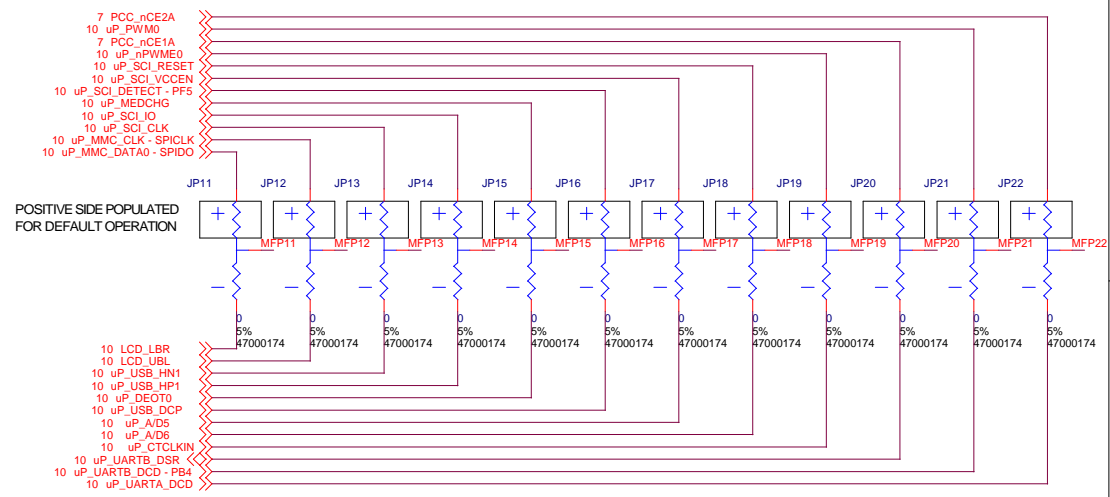 7 PCC_nCE2A
10 uP_PWM0
7 PCC_nCE1A
10 uP_nPWME0
10 uP_SCI_RESET
10 uP_SCI_VCCEN
10 uP_SCI_DETECT - PF5
10 uP_MEDCHG
10 uP_SCI_IO
10 uP_SCI_CLK
10 uP_MMC_CLK - SPICLK
10 uP_MMC_DATA0 - SPIDO
JP11 JP12 JP13 JP14 JP15 JP16 JP17 JP18 JP19 JP20 JP21 JP22
POSITIVE SIDE POPULATED
FOR DEFAULT OPERATION
+ + + + + + + + + + + +
MFP11 MFP12 MFP13 MFP14 MFP15 MFP16 MFP17 MFP18 MFP19 MFP20 MFP21 MFP22
– – – – – – – – – – – –
0 0 0 0 0 0 0 0 0 0 0 0
5% 5% 5% 5% 5% 5% 5% 5% 5% 5% 5% 5%
47000174 47000174 47000174 47000174 47000174 47000174 47000174 47000174 47000174 47000174 47000174 47000174
10 LCD_LBR
10 LCD_UBL
10 uP_USB_HN1
10 uP_USB_HP1
10 uP_DEOT0
10 uP_USB_DCP
10 uP_A/D5
10 uP_A/D6
10 uP_CTCLKIN
10 uP_UARTB_DSR
10 uP_UARTB_DCD - PB4
10 uP_UARTA_DCD